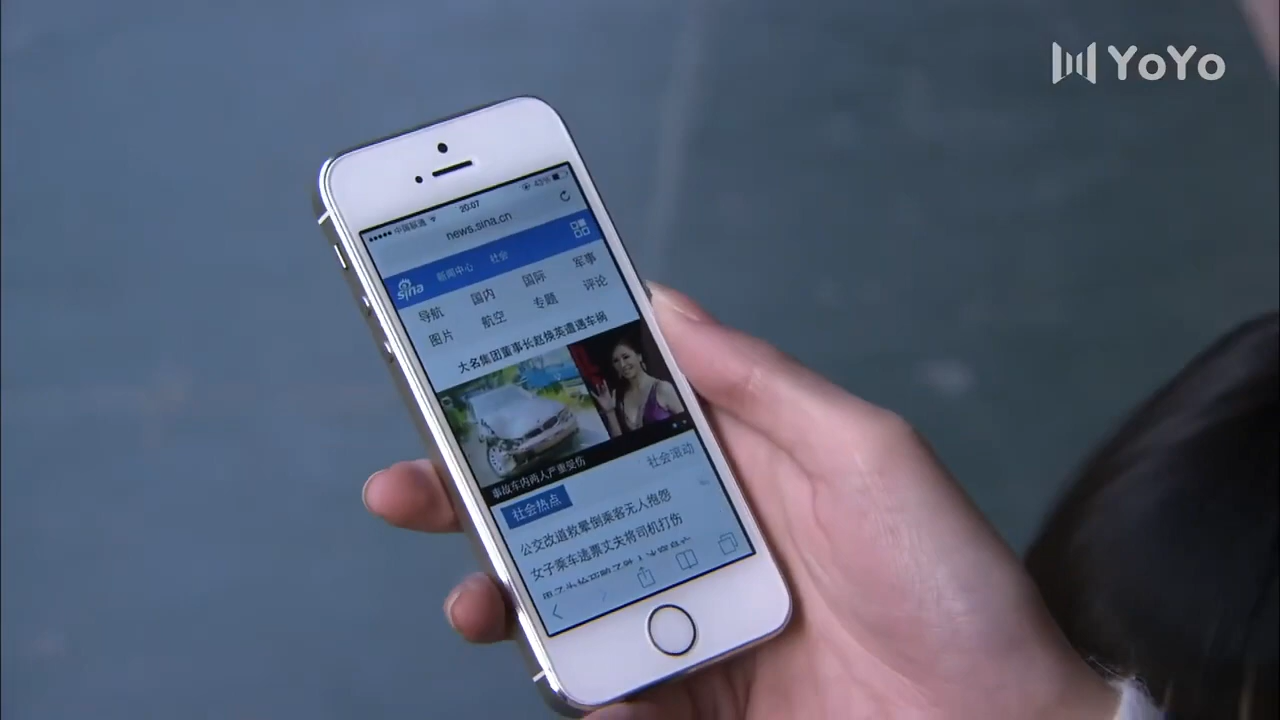 YoYo
中国联通 20:07 43%
news.sina.cn
sina 新闻中心 社会
导航 国内 国际 军事
图片 航空 专题 评论
大名集团董事长赵焕英遭遇车祸
事故车内两人严重受伤
社会热点 社会滚动
公交改道救晕倒乘客无人抱怨
女子乘车逃票丈夫将司机打伤